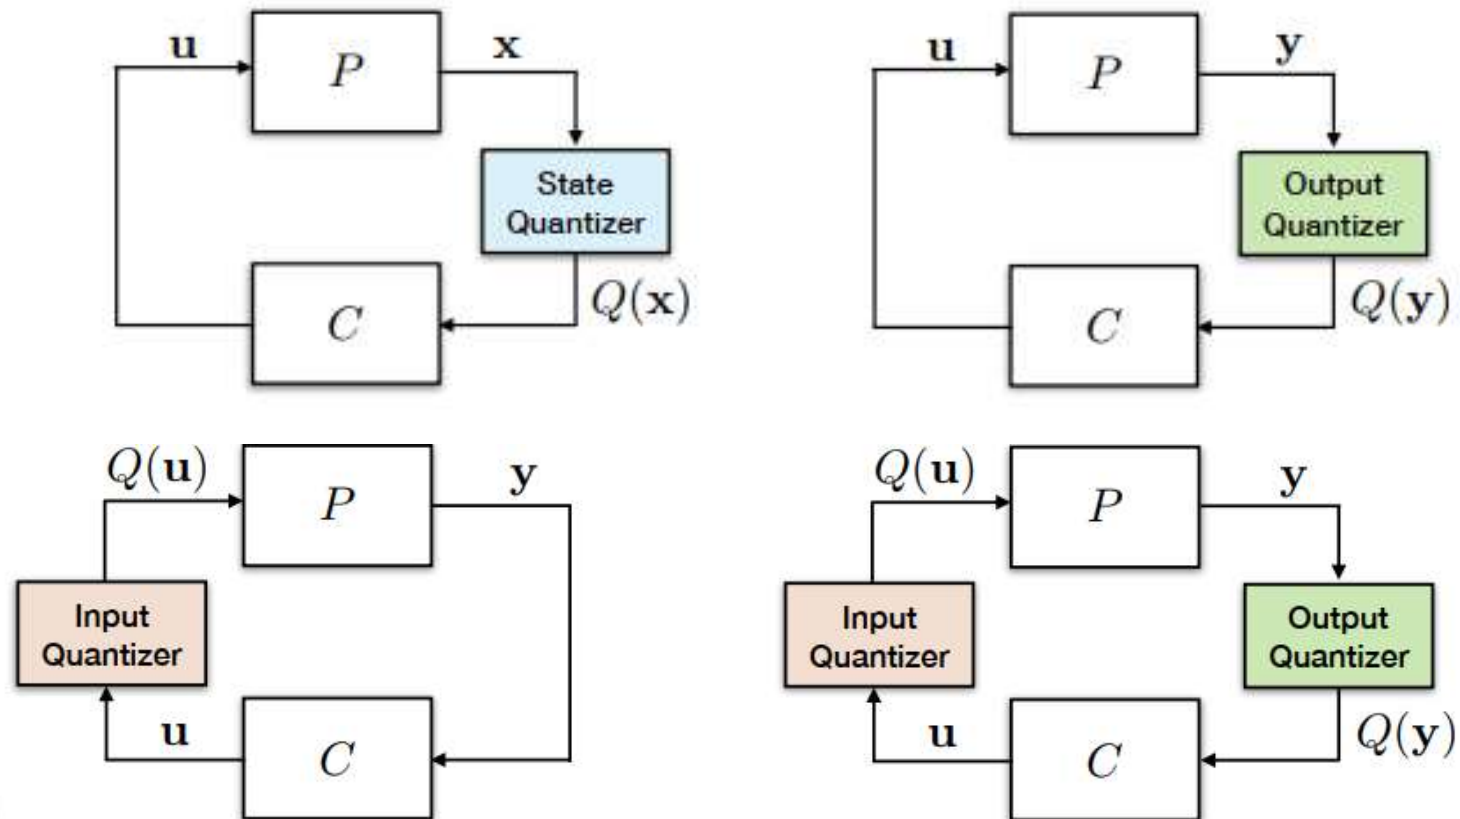 u
P
x
State
Quantizer
Q(x)
C
u
P
y
Output
Quantizer
Q(y)
C
Q(u)
P
y
Input
Quantizer
u
C
Q(u)
P
y
Input
Quantizer
Output
Quantizer
u
C
Q(y)